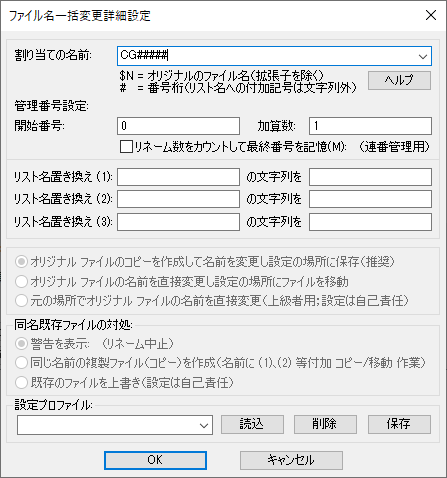 ファイル名一括変更詳細設定
割り当ての名前: CG#####
$N = オリジナルのファイル名(拡張子を除く)
# = 番号桁(リスト名への付加記号は文字列外)
ヘルプ
管理番号設定:
開始番号: 0 加算数: 1
リネーム数をカウントして最終番号を記憶(M): (連番管理用)
リスト名置き換え (1): の文字列を
リスト名置き換え (2): の文字列を
リスト名置き換え (3): の文字列を
オリジナル ファイルのコピーを作成して名前を変更し設定の場所に保存(推奨)
オリジナル ファイルの名前を直接変更し設定の場所にファイルを移動
元の場所でオリジナル ファイルの名前を直接変更(上級者用;設定は自己責任)
同名既存ファイルの対処:
警告を表示: (リネーム中止)
同じ名前の複製ファイル(コピー)を作成(名前に (1)、(2) 等付加 コピー/移動 作業)
既存のファイルを上書き(設定は自己責任)
設定プロファイル:
読込 削除 保存
OK キャンセル